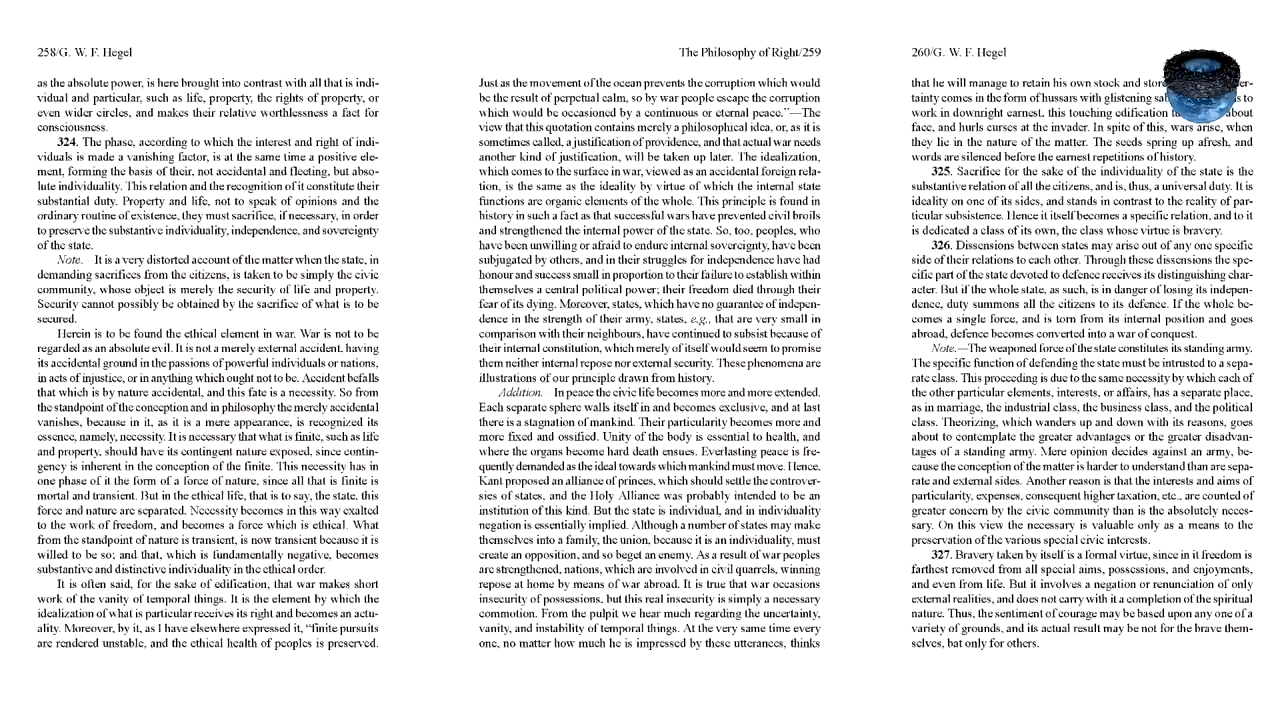 258/G. W. F. Hegel
as the absolute power, is here brought into contrast with all that is indi-
vidual and particular, such as life, property, the rights of property, or
even wider circles, and makes their relative worthlessness a fact for
consciousness.
324. The phase, according to which the interest and right of indi-
viduals is made a vanishing factor, is at the same time a positive ele-
ment, forming the basis of their, not accidental and fleeting, but abso-
lute individuality. This relation and the recognition of it constitute their
substantial duty. Property and life, not to speak of opinions and the
ordinary routine of existence, they must sacrifice, if necessary, in order
to preserve the substantive individuality, independence, and sovereignty
of the state.
Note.—It is a very distorted account of the matter when the state, in
demanding sacrifices from the citizens, is taken to be simply the civic
community, whose object is merely the security of life and property.
Security cannot possibly be obtained by the sacrifice of what is to be
secured.
Herein is to be found the ethical element in war. War is not to be
regarded as an absolute evil. It is not a merely external accident, having
its accidental ground in the passions of powerful individuals or nations,
in acts of injustice, or in anything which ought not to be. Accident befalls
that which is by nature accidental, and this fate is a necessity. So from
the standpoint of the conception and in philosophy the merely accidental
vanishes, because in it, as it is a mere appearance, is recognized its
essence, namely, necessity. It is necessary that what is finite, such as life
and property, should have its contingent nature exposed, since contin-
gency is inherent in the conception of the finite. This necessity has in
one phase of it the form of a force of nature, since all that is finite is
mortal and transient. But in the ethical life, that is to say, the state, this
force and nature are separated. Necessity becomes in this way exalted
to the work of freedom, and becomes a force which is ethical. What
from the standpoint of nature is transient, is now transient because it is
willed to be so; and that, which is fundamentally negative, becomes
substantive and distinctive individuality in the ethical order.
It is often said, for the sake of edification, that war makes short
work of the vanity of temporal things. It is the element by which the
idealization of what is particular receives its right and becomes an actu-
ality. Moreover, by it, as I have elsewhere expressed it, “finite pursuits
are rendered unstable, and the ethical health of peoples is preserved.
The Philosophy of Right/259
Just as the movement of the ocean prevents the corruption which would
be the result of perpetual calm, so by war people escape the corruption
which would be occasioned by a continuous or eternal peace.”—The
view that this quotation contains merely a philosophical idea, or, as it is
sometimes called, a justification of providence, and that actual war needs
another kind of justification, will be taken up later. The idealization,
which comes to the surface in war, viewed as an accidental foreign rela-
tion, is the same as the ideality by virtue of which the internal state
functions are organic elements of the whole. This principle is found in
history in such a fact as that successful wars have prevented civil broils
and strengthened the internal power of the state. So, too, peoples, who
have been unwilling or afraid to endure internal sovereignty, have been
subjugated by others, and in their struggles for independence have had
honour and success small in proportion to their failure to establish within
themselves a central political power; their freedom died through their
fear of its dying. Moreover, states, which have no guarantee of indepen-
dence in the strength of their army, states, e.g., that are very small in
comparison with their neighbours, have continued to subsist because of
their internal constitution, which merely of itself would seem to promise
them neither internal repose nor external security. These phenomena are
illustrations of our principle drawn from history.
Addition.—In peace the civic life becomes more and more extended.
Each separate sphere walls itself in and becomes exclusive, and at last
there is a stagnation of mankind. Their particularity becomes more and
more fixed and ossified. Unity of the body is essential to health, and
where the organs become hard death ensues. Everlasting peace is fre-
quently demanded as the ideal towards which mankind must move. Hence,
Kant proposed an alliance of princes, which should settle the controver-
sies of states, and the Holy Alliance was probably intended to be an
institution of this kind. But the state is individual, and in individuality
negation is essentially implied. Although a number of states may make
themselves into a family, the union, because it is an individuality, must
create an opposition, and so beget an enemy. As a result of war peoples
are strengthened, nations, which are involved in civil quarrels, winning
repose at home by means of war abroad. It is true that war occasions
insecurity of possessions, but this real insecurity is simply a necessary
commotion. From the pulpit we hear much regarding the uncertainty,
vanity, and instability of temporal things. At the very same time every
one, no matter how much he is impressed by these utterances, thinks
260/G. W. F. Hegel
that he will manage to retain his own stock and
tainty comes in the form of hussars with glistening to
work in downright earnest, this touching edification about
face, and hurls curses at the invader. In spite of this, wars arise, when
they lie in the nature of the matter. The seeds spring up afresh, and
words are silenced before the earnest repetitions of history.
325. Sacrifice for the sake of the individuality of the state is the
substantive relation of all the citizens, and is, thus, a universal duty. It is
ideality on one of its sides, and stands in contrast to the reality of par-
ticular subsistence. Hence it itself becomes a specific relation, and to it
is dedicated a class of its own, the class whose virtue is bravery.
326. Dissensions between states may arise out of any one specific
side of their relations to each other. Through these dissensions the spe-
cific part of the state devoted to defence receives its distinguishing char-
acter. But if the whole state, as such, is in danger of losing its indepen-
dence, duty summons all the citizens to its defence. If the whole be-
comes a single force, and is torn from its internal position and goes
abroad, defence becomes converted into a war of conquest.
Note.—The weaponed force of the state constitutes its standing army.
The specific function of defending the state must be intrusted to a sepa-
rate class. This proceeding is due to the same necessity by which each of
the other particular elements, interests, or affairs, has a separate place,
as in marriage, the industrial class, the business class, and the political
class. Theorizing, which wanders up and down with its reasons, goes
about to contemplate the greater advantages or the greater disadvan-
tages of a standing army. Mere opinion decides against an army, be-
cause the conception of the matter is harder to understand than are sepa-
rate and external sides. Another reason is that the interests and aims of
particularity, expenses, consequent higher taxation, etc., are counted of
greater concern by the civic community than is the absolutely neces-
sary. On this view the necessary is valuable only as a means to the
preservation of the various special civic interests.
327. Bravery taken by itself is a formal virtue, since in it freedom is
farthest removed from all special aims, possessions, and enjoyments,
and even from life. But it involves a negation or renunciation of only
external realities, and does not carry with it a completion of the spiritual
nature. Thus, the sentiment of courage may be based upon any one of a
variety of grounds, and its actual result may be not for the brave them-
selves, bat only for others.